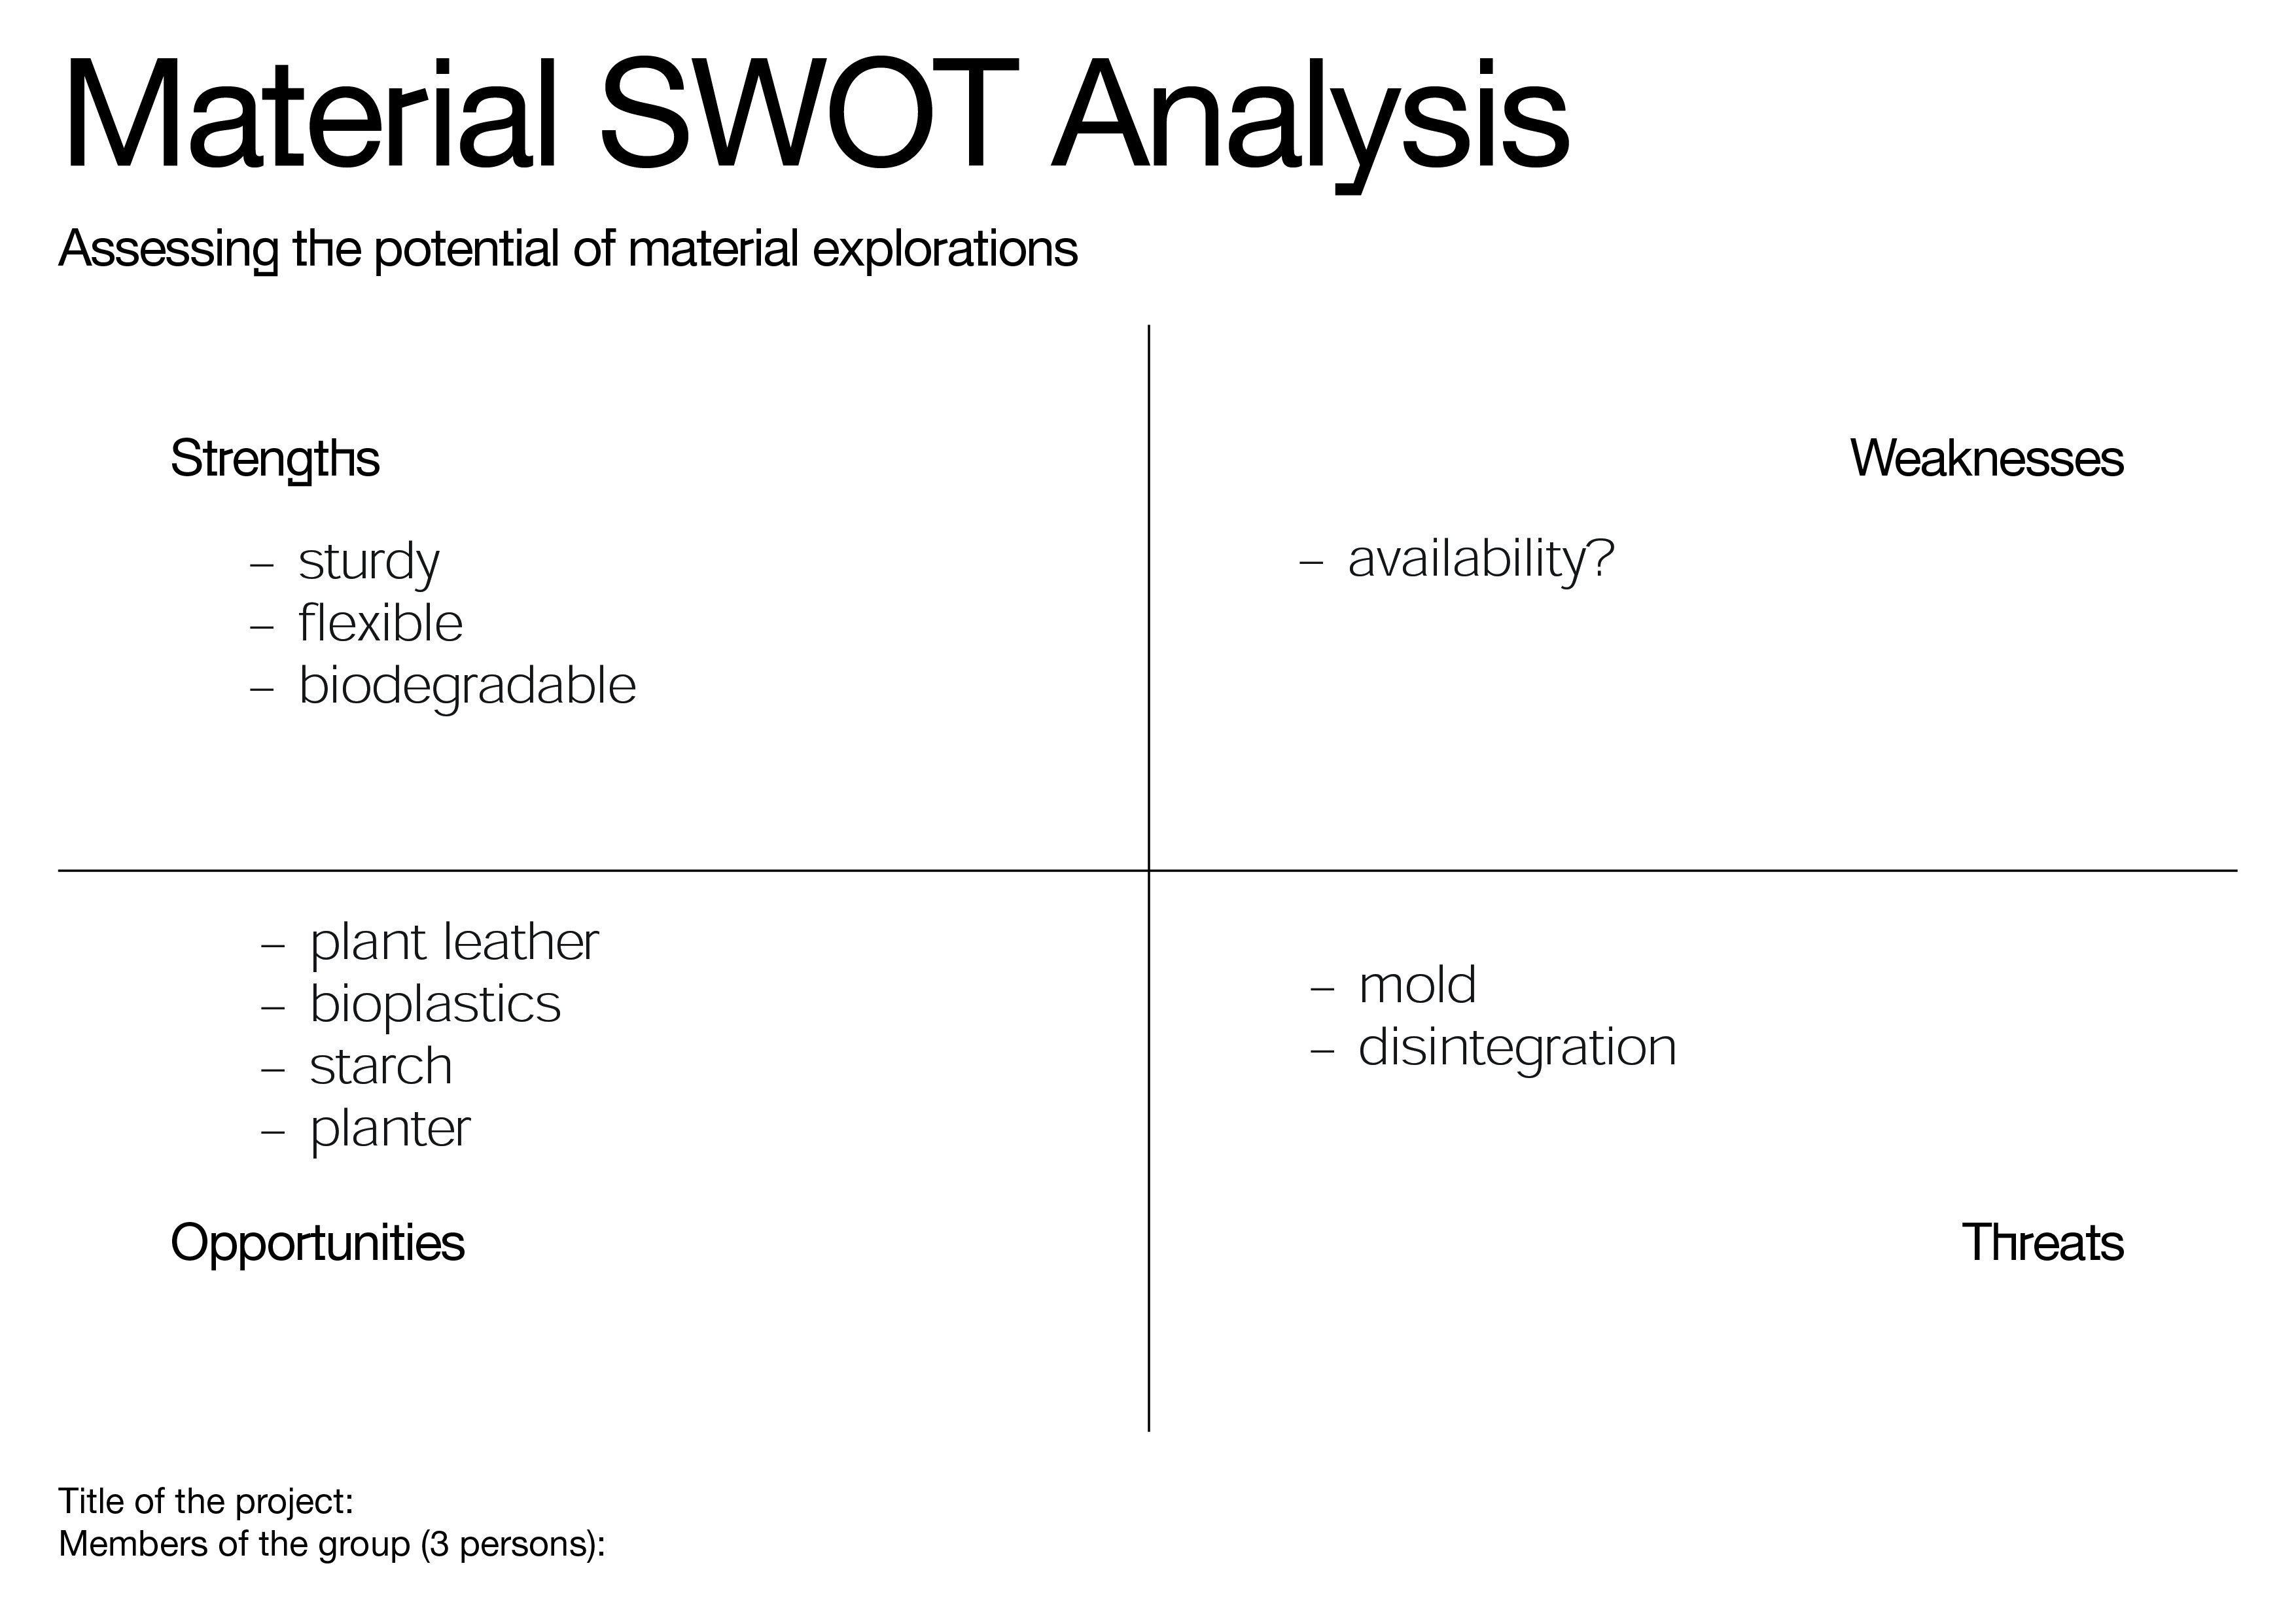 Material SWOT Analysis
Assessing the potential of material explorations
Strengths
– sturdy
– flexible
– biodegradable
Weaknesses
– availability?
– plant leather
– bioplastics
– starch
– planter
Opportunities
– mold
– disintegration
Threats
Title of the project:
Members of the group (3 persons):